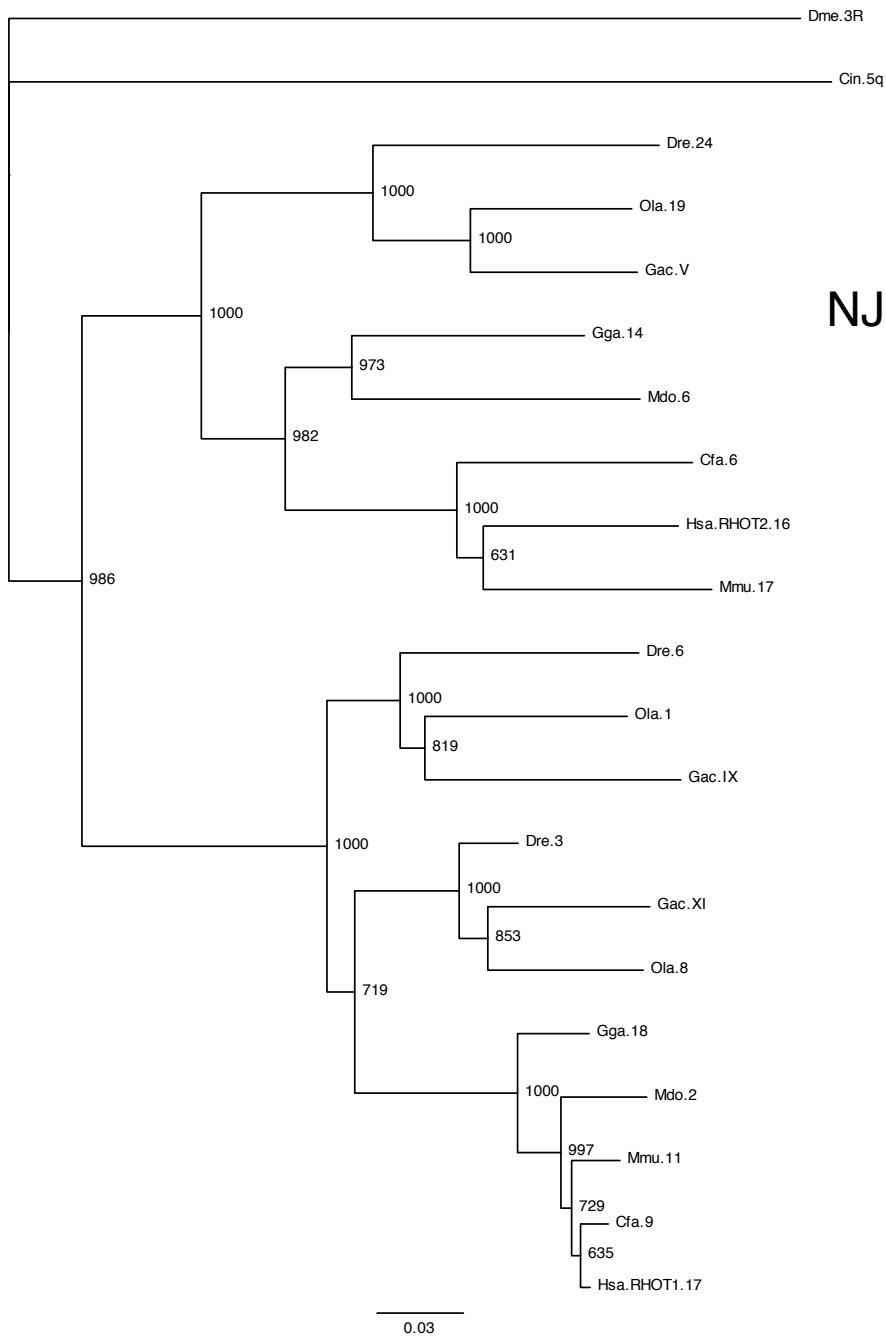 Dme.3R
Cin.5q
Dre.24
1000
Ola.19
1000
Gac.V
NJ
1000
Gga.14
973
Mdo.6
982
Cfa.6
1000
Hsa.RHOT2.16
631
Mmu.17
986
Dre.6
1000
Ola.1
819
Gac.IX
1000
Dre.3
1000
Gac.XI
853
Ola.8
719
Gga.18
1000
Mdo.2
997
Mmu.11
729
Cfa.9
635
Hsa.RHOT1.17
0.03